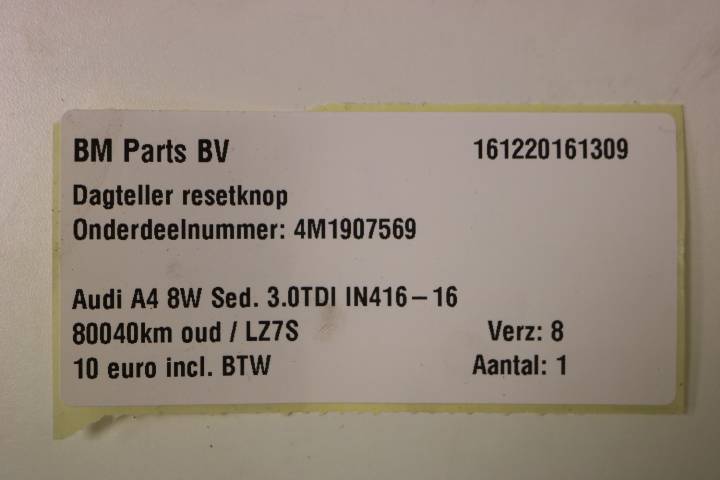 BM Parts BV 161220161309
Dagteller resetknop
Onderdeelnummer: 4M1907569
Audi A4 8W Sed. 3.0TDI IN416-16
80040km oud / LZ7S Verz: 8
10 euro incl. BTW Aantal: 1